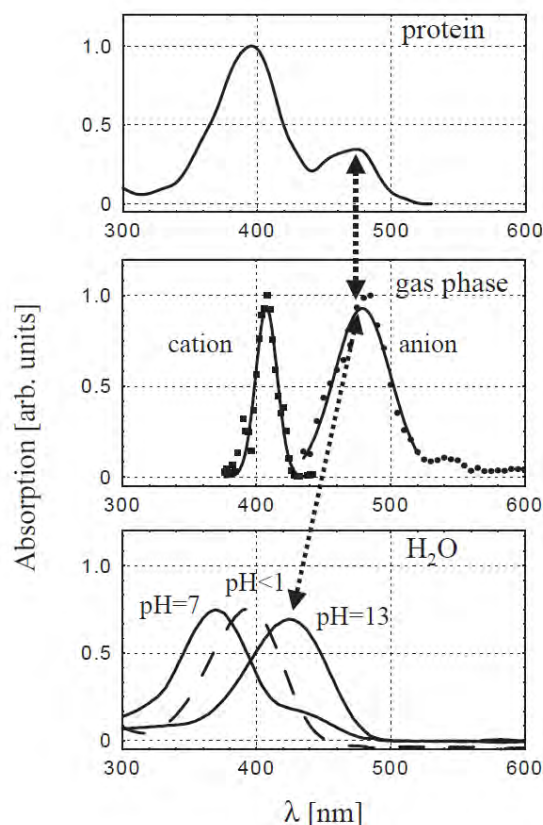 protein
1.0
0.5
0
300 400 500 600
gas phase
1.0
cation
anion
0.5
0
300 400 500 600
H₂O
1.0
pH<1
pH=7
pH=13
0.5
0
300 400 500 600
Absorption [arb. units]
λ [nm]